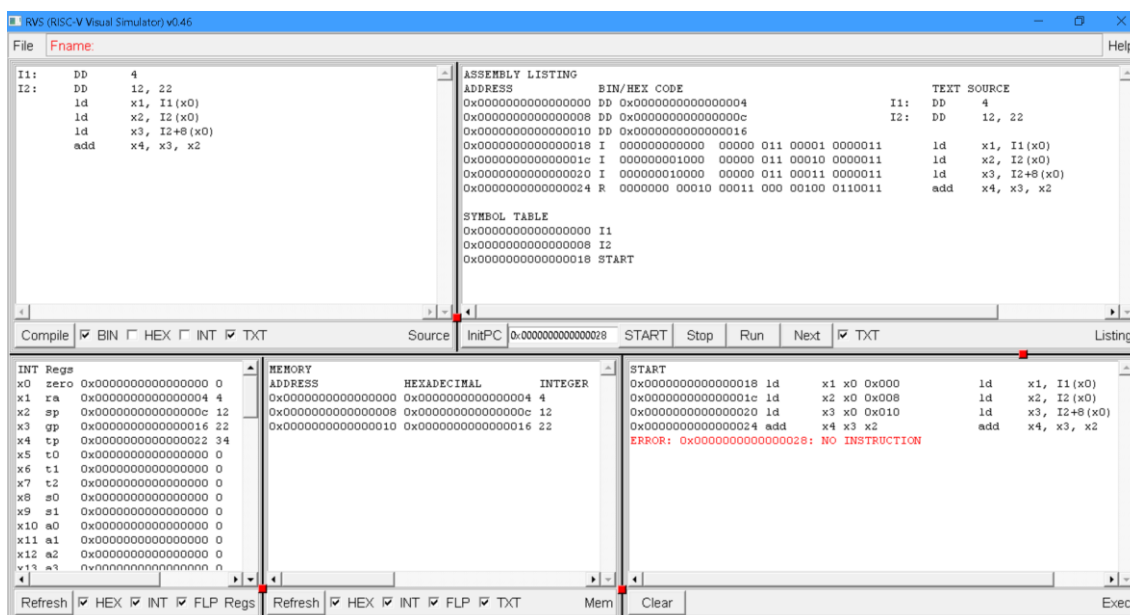 RVS (RISC-V Visual Simulator) v0.46
File Fname: Help
I1: DD 4
I2: DD 12, 22
ld x1, I1(x0)
ld x2, I2(x0)
ld x3, I2+8(x0)
add x4, x3, x2
Compile BIN HEX INT TXT Source
ASSEMBLY LISTING
ADDRESS BIN/HEX CODE TEXT SOURCE
0x0000000000000000 DD 0x0000000000000004 I1: DD 4
0x0000000000000008 DD 0x000000000000000c I2: DD 12, 22
0x0000000000000010 DD 0x0000000000000016
0x0000000000000018 I 000000000000 00000 011 00001 0000011 ld x1, I1(x0)
0x000000000000001c I 000000001000 00000 011 00010 0000011 ld x2, I2(x0)
0x0000000000000020 I 000000010000 00000 011 00011 0000011 ld x3, I2+8(x0)
0x0000000000000024 R 0000000 00010 00011 000 00100 0110011 add x4, x3, x2
SYMBOL TABLE
0x0000000000000000 I1
0x0000000000000008 I2
0x0000000000000018 START
InitPC 0x0000000000000028 START Stop Run Next TXT Listing
INT Regs
x0 zero 0x0000000000000000 0
x1 ra 0x0000000000000004 4
x2 sp 0x000000000000000c 12
x3 gp 0x0000000000000016 22
x4 tp 0x0000000000000022 34
x5 t0 0x0000000000000000 0
x6 t1 0x0000000000000000 0
x7 t2 0x0000000000000000 0
x8 s0 0x0000000000000000 0
x9 s1 0x0000000000000000 0
x10 a0 0x0000000000000000 0
x11 a1 0x0000000000000000 0
x12 a2 0x0000000000000000 0
x13 a3 0x0000000000000000 0
Refresh HEX INT FLP Regs
MEMORY
ADDRESS HEXADECIMAL INTEGER
0x0000000000000000 0x0000000000000004 4
0x0000000000000008 0x000000000000000c 12
0x0000000000000010 0x0000000000000016 22
Refresh HEX INT FLP TXT Mem
START
0x0000000000000018 ld x1 x0 0x000 ld x1, I1(x0)
0x000000000000001c ld x2 x0 0x008 ld x2, I2(x0)
0x0000000000000020 ld x3 x0 0x010 ld x3, I2+8(x0)
0x0000000000000024 add x4 x3 x2 add x4, x3, x2
ERROR: 0x0000000000000028: NO INSTRUCTION
Clear Exec